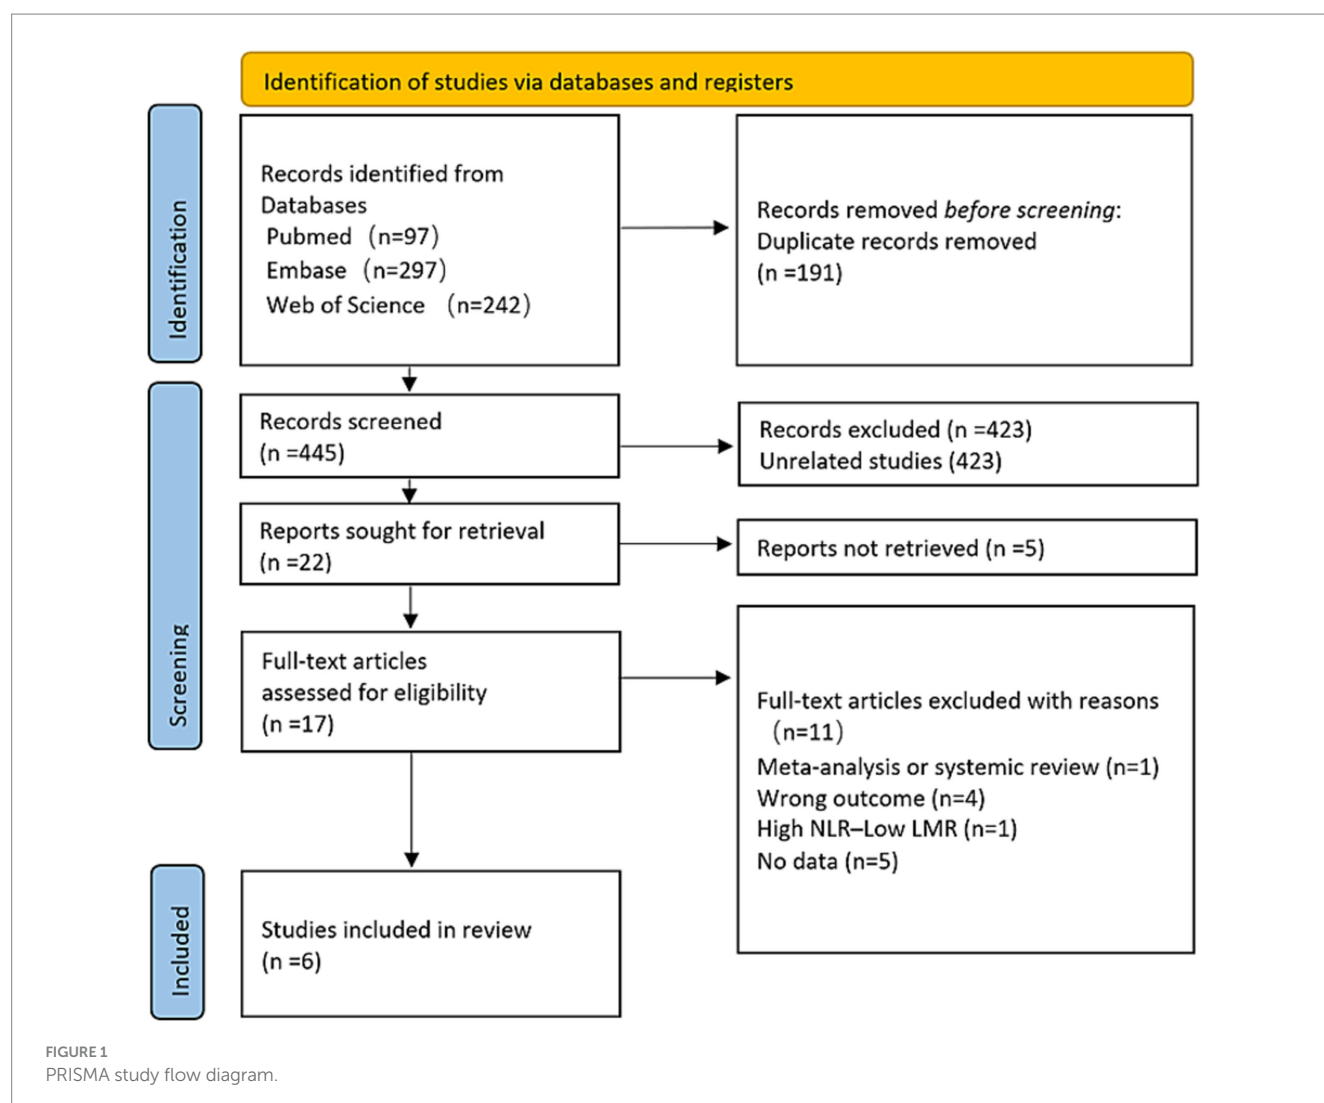 Identification of studies via databases and registers
Identification
Records identified from
Databases
Pubmed （n=97)
Embase （n=297)
Web of Science （n=242)
Records removed before screening:
Duplicate records removed
(n =191)
Screening
Records screened
(n =445)
Records excluded (n =423)
Unrelated studies (423)
Reports sought for retrieval
(n =22)
Reports not retrieved (n =5)
Full-text articles
assessed for eligibility
(n =17)
Full-text articles excluded with reasons
（n=11)
Meta-analysis or systemic review (n=1)
Wrong outcome (n=4)
High NLR–Low LMR (n=1)
No data (n=5)
Included
Studies included in review
(n =6)
FIGURE 1
PRISMA study flow diagram.